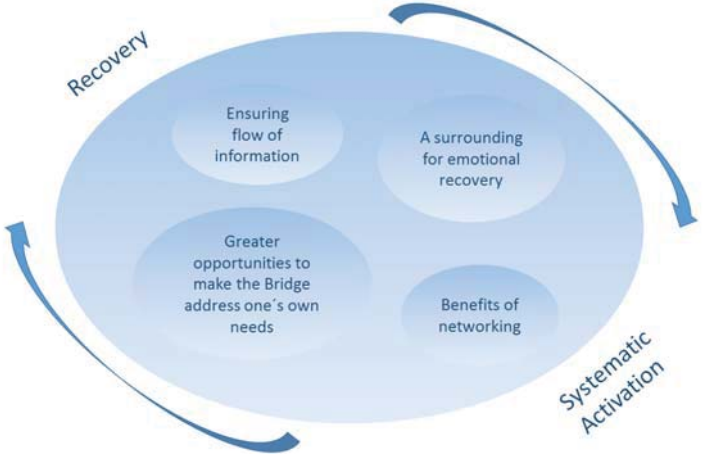 Recovery
Ensuring
flow of
information
A surrounding
for emotional
recovery
Greater
opportunities to
make the Bridge
address one´s own
needs
Benefits of
networking
Systematic
Activation